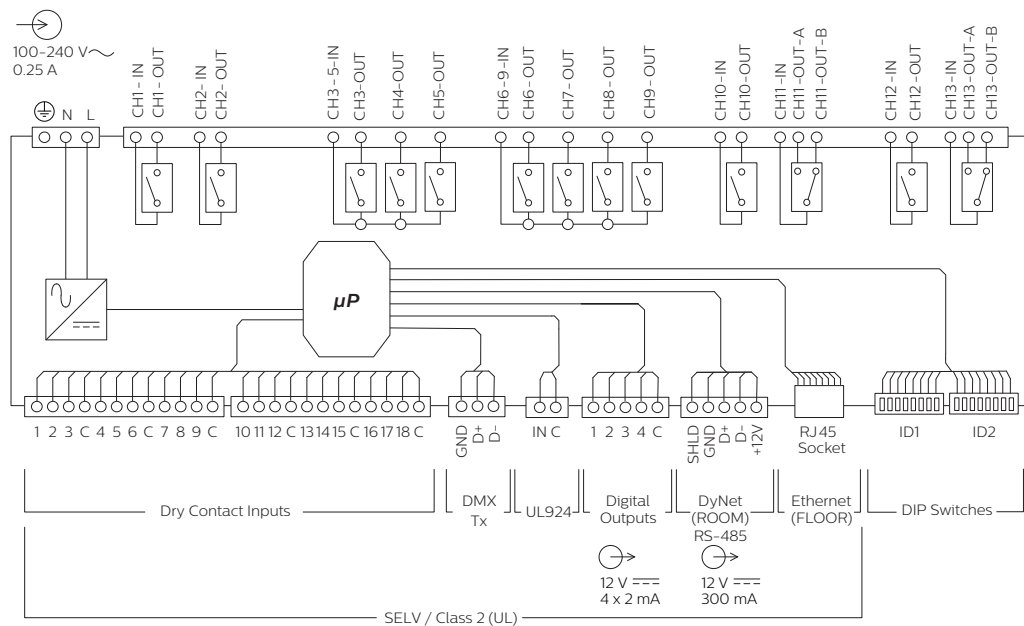 100-240 V
0.25 A
N L
CH1- IN
CH1- OUT
CH2- IN
CH2- OUT
CH3 - 5-IN
CH3-OUT
CH4-OUT
CH5-OUT
CH6-9-IN
CH6- OUT
CH7- OUT
CH8- OUT
CH9- OUT
CH10-IN
CH10-OUT
CH11-IN
CH11-OUT-A
CH11-OUT-B
CH12-IN
CH12-OUT
CH13-IN
CH13-OUT-A
CH13-OUT-B
µP
1 2 3 C 4 5 6 C 7 8 9 C
10 11 12 C 13 14 15 C 16 17 18 C
GND
D+
D-
IN C
1 2 3 4 C
SHLD
GND
D+
D-
+12V
RJ45
Socket
ID1
ID2
Dry Contact Inputs
DMX
Tx
UL924
Digital
Outputs
DyNet
(ROOM)
RS-485
Ethernet
(FLOOR)
DIP Switches
12 V
4 x 2 mA
12 V
300 mA
SELV / Class 2 (UL)